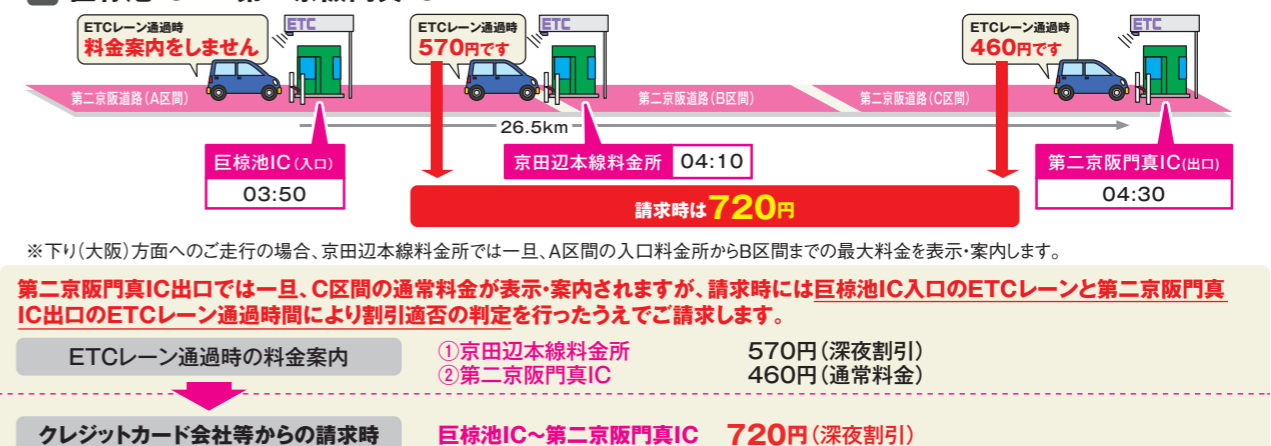 ETCレーン通過時
料金案内をしません
ETC
ETCレーン通過時
570円です
ETC
ETCレーン通過時
460円です
ETC
第二京阪道路(A区間)
第二京阪道路(B区間)
第二京阪道路(C区間)
26.5km
巨椋池IC(入口)
03:50
京田辺本線料金所 04:10
第二京阪門真IC(出口)
04:30
請求時は720円
※下り(大阪)方面へのご走行の場合、京田辺本線料金所では一旦、A区間の入口料金所からB区間までの最大料金を表示・案内します。
第二京阪門真IC出口では一旦、C区間の通常料金が表示・案内されますが、請求時には巨椋池IC入口のETCレーンと第二京阪門真
IC出口のETCレーン通過時間により割引適否の判定を行ったうえでご請求します。
ETCレーン通過時の料金案内
①京田辺本線料金所 570円(深夜割引)
②第二京阪門真IC 460円(通常料金)
クレジットカード会社等からの請求時
巨椋池IC〜第二京阪門真IC 720円(深夜割引)